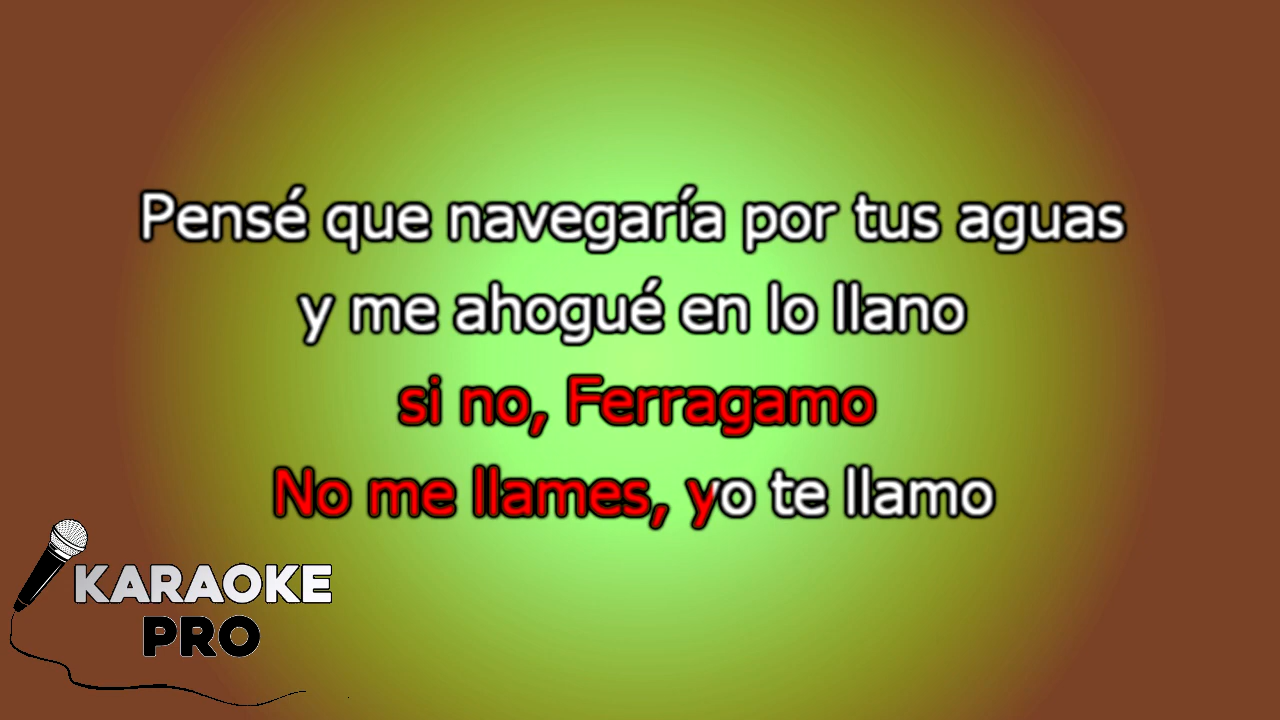 Pensé que navegaría por tus aguas
y me ahogué en lo llano
si no, Ferragamo
No me llames, yo te llamo
KARAOKE
PRO